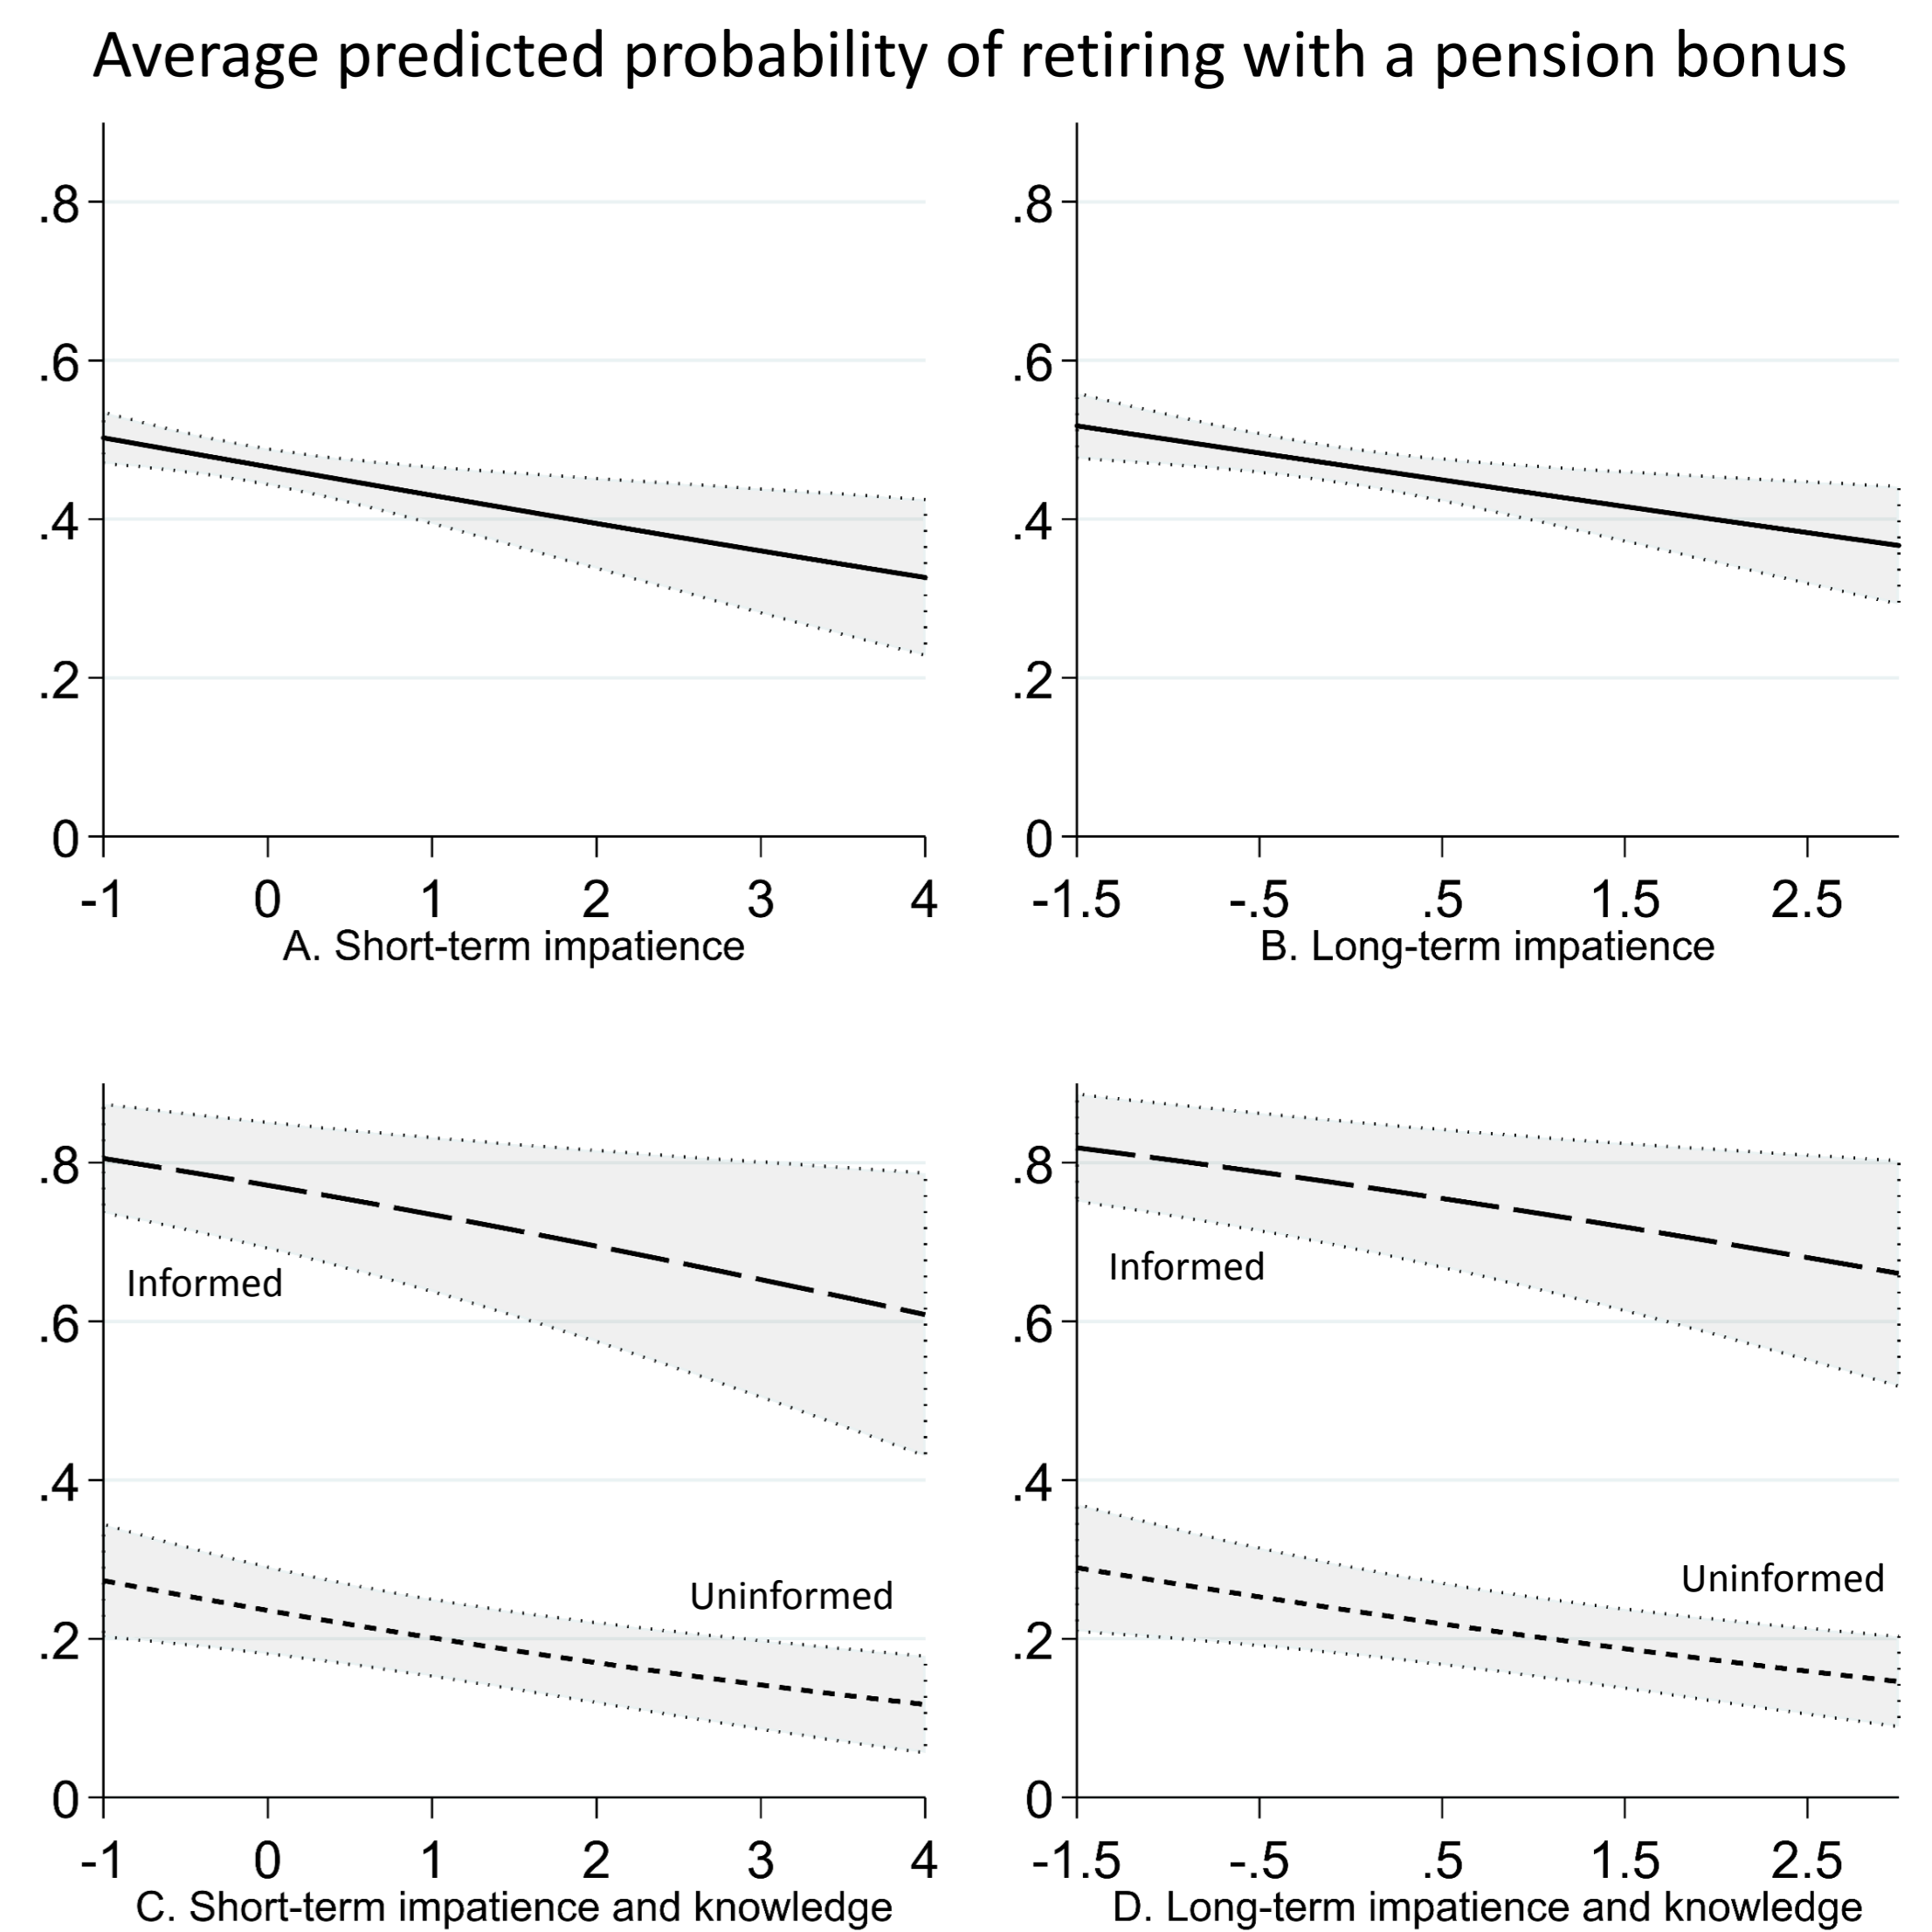 Average predicted probability of retiring with a pension bonus
.8
.6
.4
.2
0
-1 0 1 2 3 4
A. Short-term impatience
.8
.6
.4
.2
0
-1.5 -.5 .5 1.5 2.5
B. Long-term impatience
.8
.6
.4
.2
0
Informed
Uninformed
-1 0 1 2 3 4
C. Short-term impatience and knowledge
.8
.6
.4
.2
0
Informed
Uninformed
-1.5 -.5 .5 1.5 2.5
D. Long-term impatience and knowledge